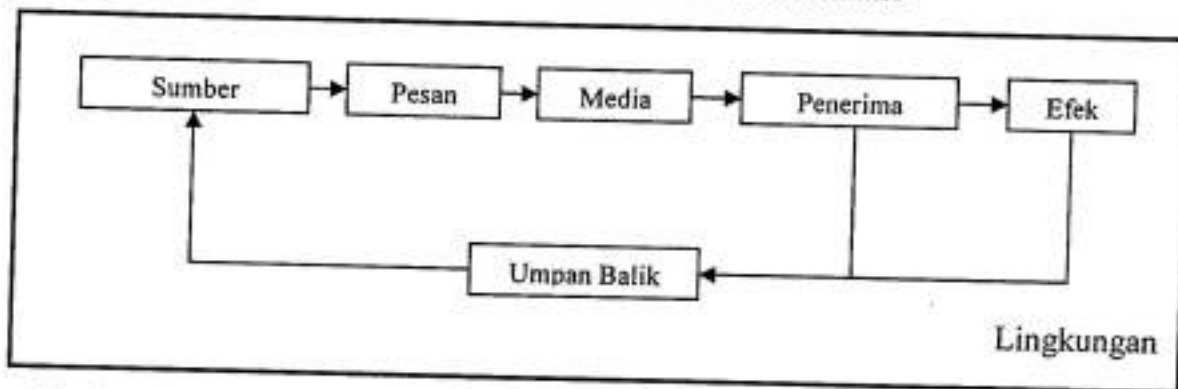 Sumber
Pesan
Media
Penerima
Efek
Umpan Balik
Lingkungan